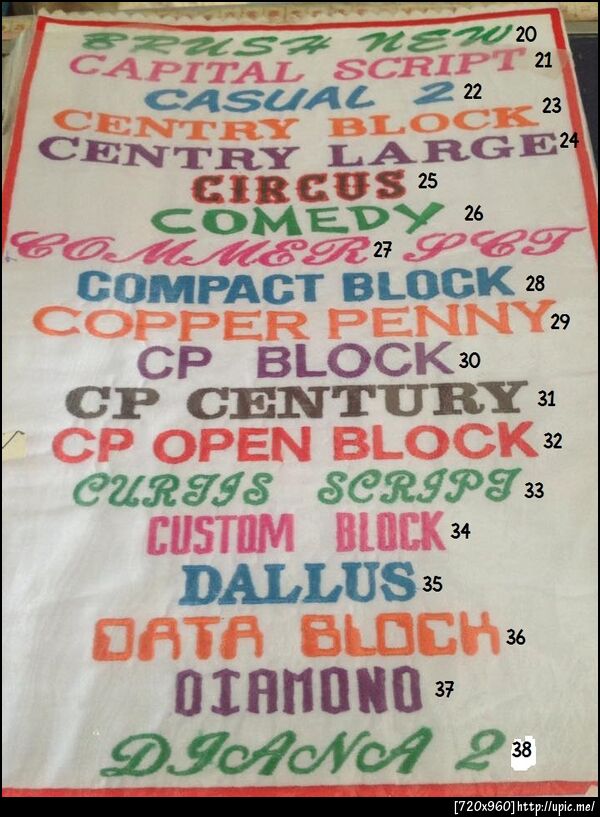 BRUSH NEW 20
CAPITAL SCRIPT 21
CASUAL 2 22
CENTRY BLOCK 23
CENTRY LARGE 24
CIRCUS 25
COMEDY 26
COMMER 27 SCT
COMPACT BLOCK 28
COPPER PENNY 29
CP BLOCK 30
CP CENTURY 31
CP OPEN BLOCK 32
CURTIS SCRIPT 33
CUSTOM BLOCK 34
DALLUS 35
DATA BLOCK 36
DIAMOND 37
DIANA 2 38
[720x960] http://upic.me/